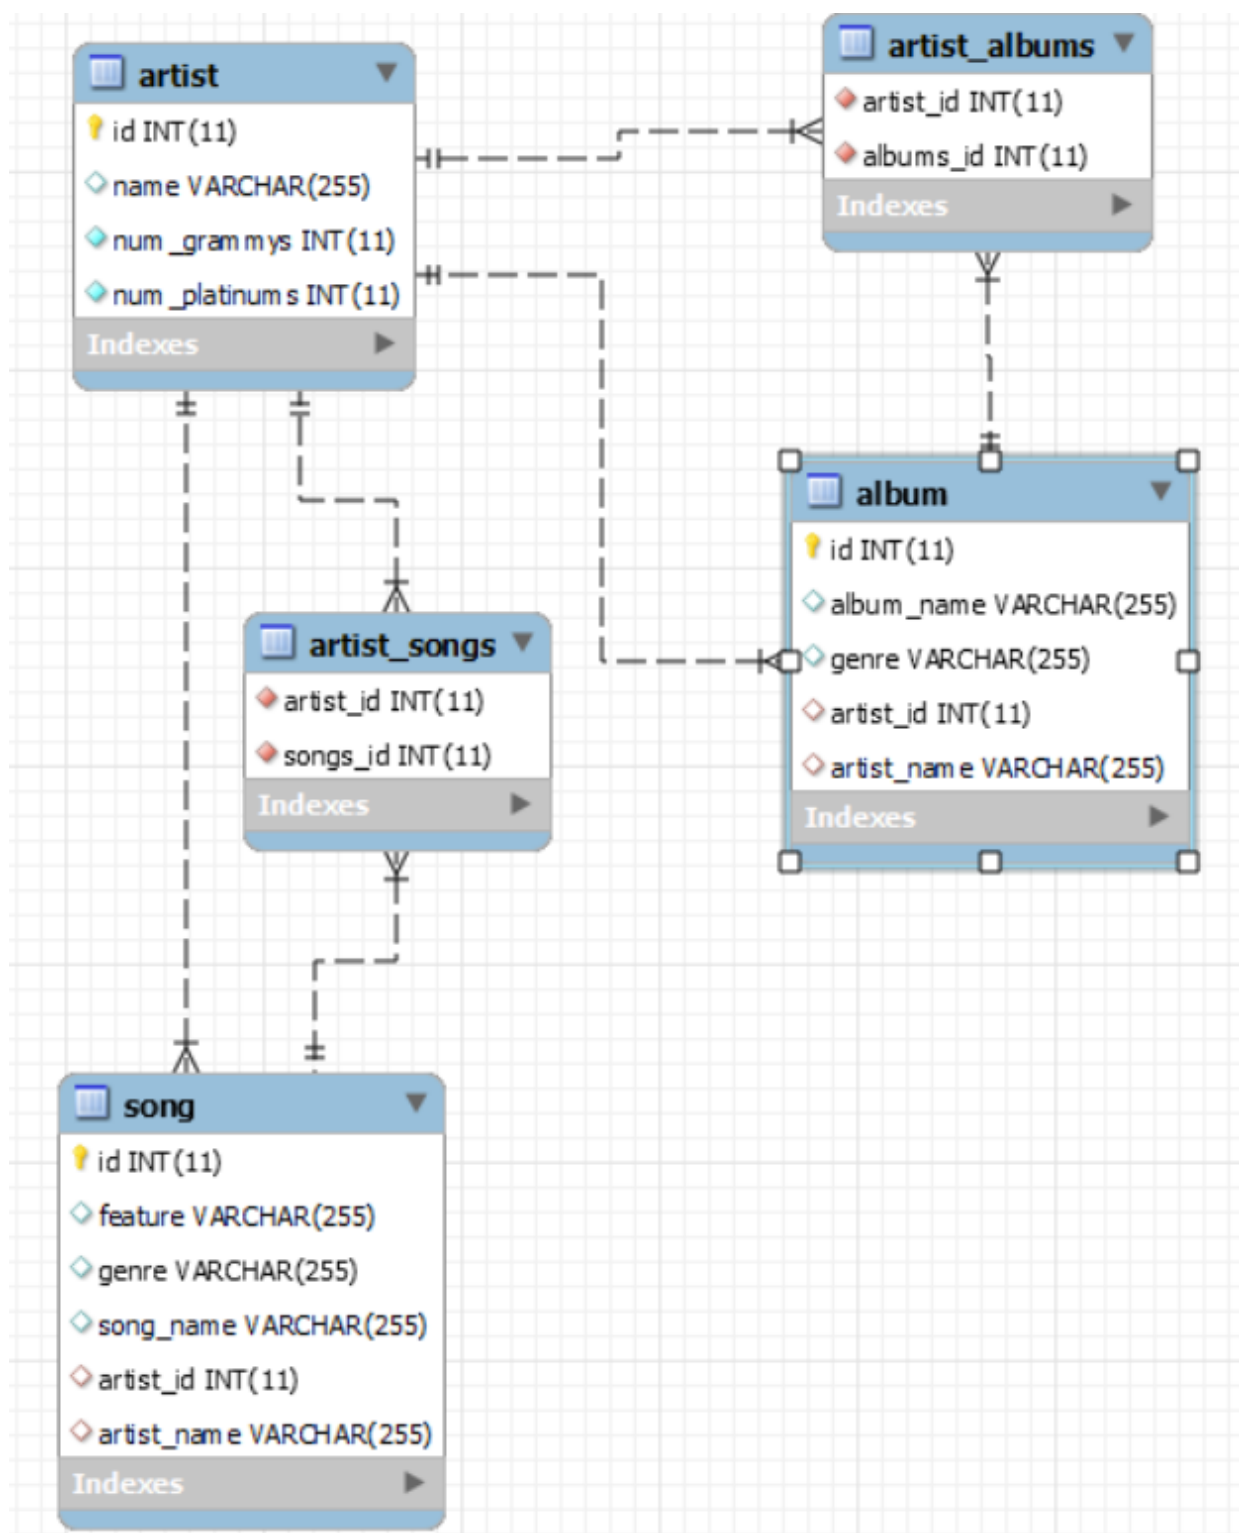 artist
id INT(11)
name VARCHAR(255)
num_grammys INT(11)
num_platinums INT(11)
Indexes
artist_albums
artist_id INT(11)
albums_id INT(11)
Indexes
artist_songs
artist_id INT(11)
songs_id INT(11)
Indexes
album
id INT(11)
album_name VARCHAR(255)
genre VARCHAR(255)
artist_id INT(11)
artist_name VARCHAR(255)
Indexes
song
id INT(11)
feature VARCHAR(255)
genre VARCHAR(255)
song_name VARCHAR(255)
artist_id INT(11)
artist_name VARCHAR(255)
Indexes